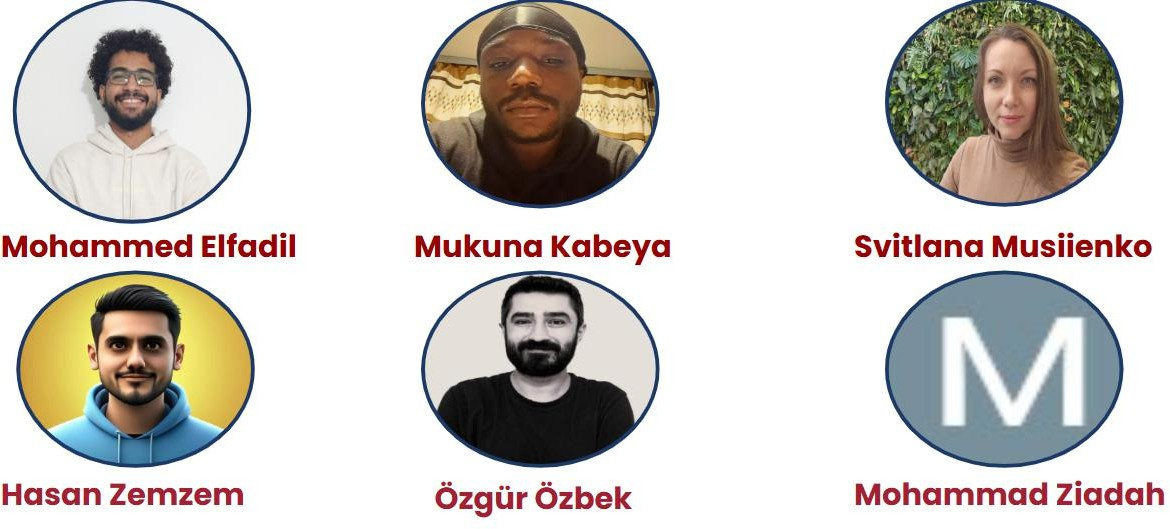 Mohammed Elfadil
Mukuna Kabeya
Svitlana Musiienko
M
Hasan Zemzem
Özgür Özbek
Mohammad Ziadah